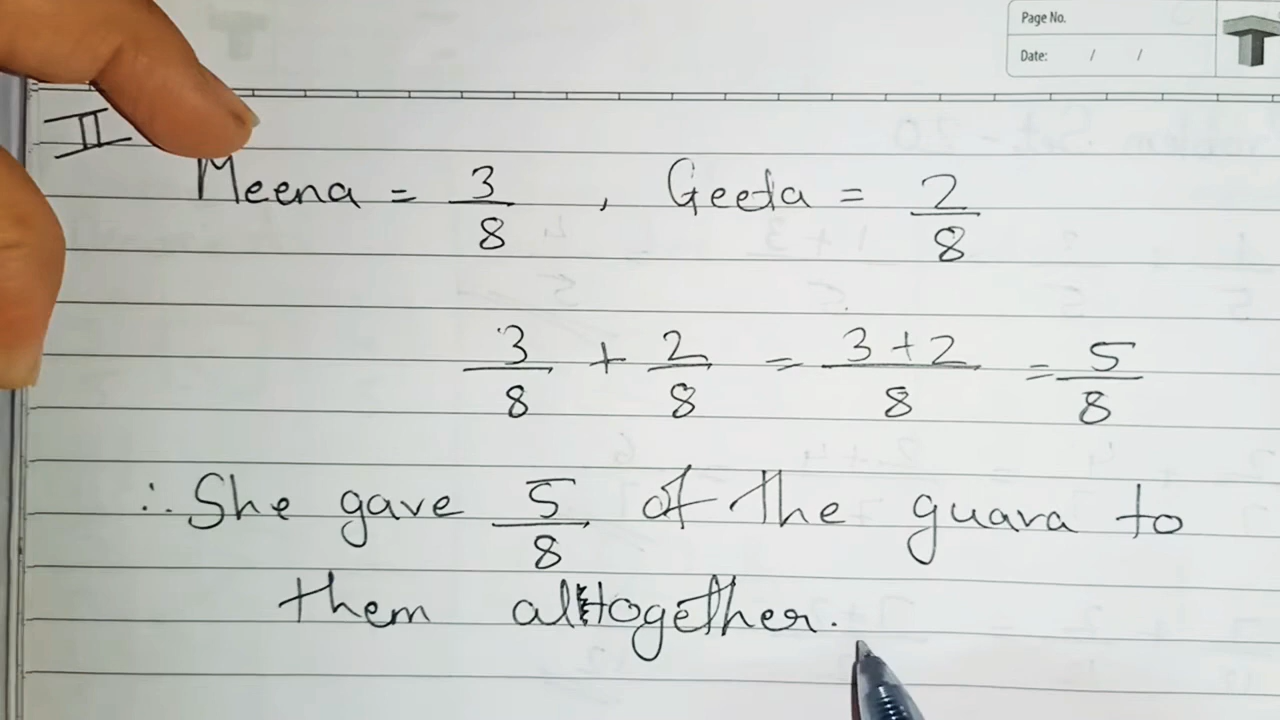 Page No.
Date: / /
II
Meena = 3/8 , Geeta = 2/8
3/8 + 2/8 = 3+2/8 = 5/8
∴ She gave 5/8 of the guava to
them altogether.